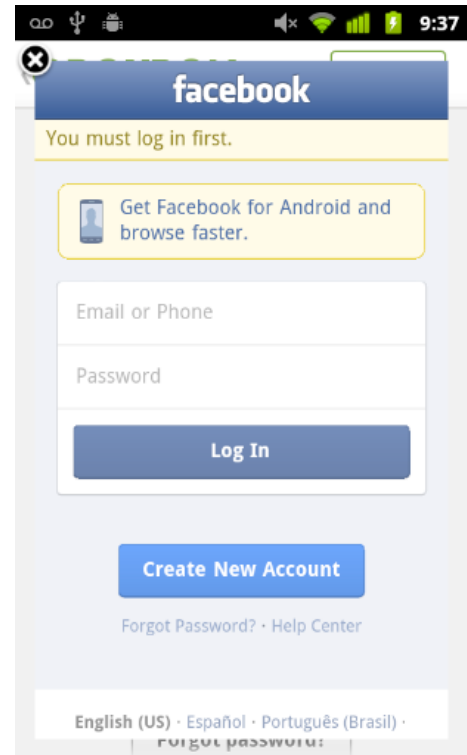 9:37
facebook
You must log in first.
Get Facebook for Android and
browse faster.
Email or Phone
Password
Log In
Create New Account
Forgot Password? · Help Center
English (US) · Español · Português (Brasil) ·
Forgot password?